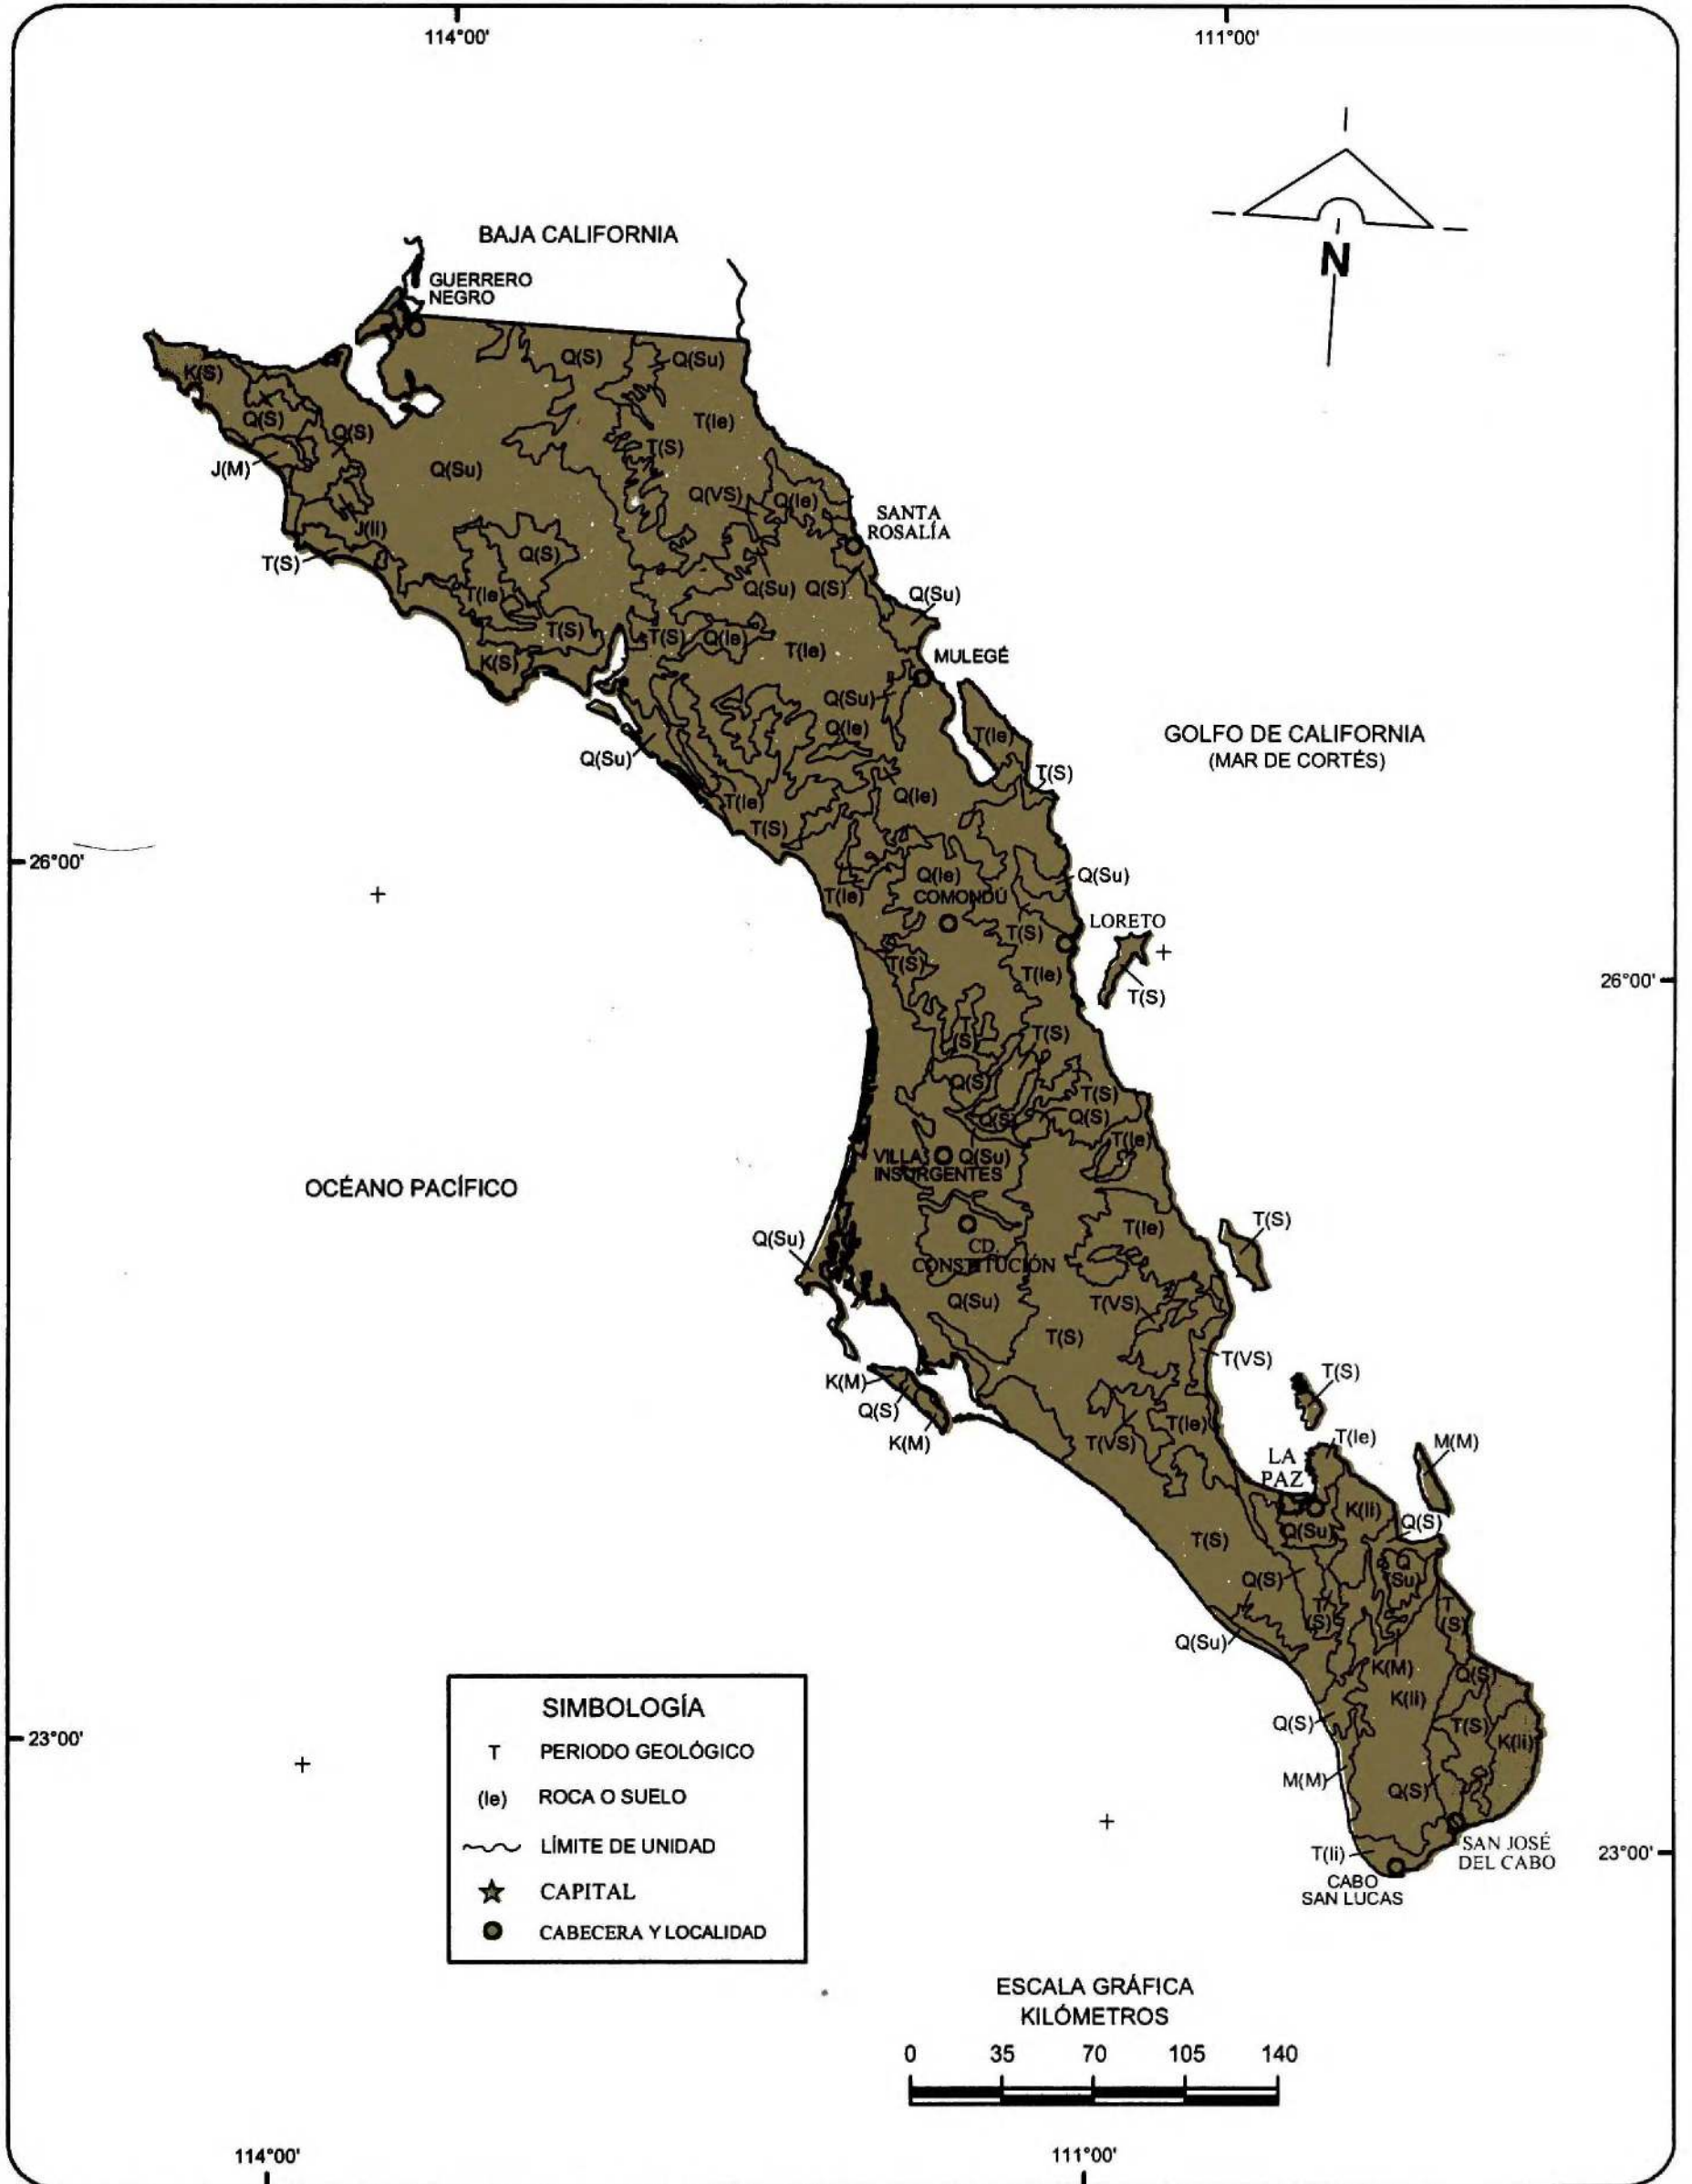 114°00'
111°00'
BAJA CALIFORNIA
GUERRERO
NEGRO
N
K(S)
Q(S)
Q(Su)
T(Ie)
Q(S)
Q(S)
T(S)
J(M)
Q(Su)
Q(VS)
Q(Ie)
SANTA
ROSALÍA
J(Ii)
T(S)
Q(S)
T(Ie)
Q(Su)
Q(S)
Q(Su)
T(S)
T(S)
Q(Ie)
T(Ie)
K(S)
MULEGÉ
Q(Su)
Q(Ie)
T(Ie)
GOLFO DE CALIFORNIA
(MAR DE CORTÉS)
Q(Su)
T(S)
T(Ie)
Q(Ie)
T(S)
26°00'
Q(Ie)
COMONDÚ
Q(Su)
T(Ie)
LORETO
T(S)
T(S)
T(Ie)
26°00'
T(S)
T
(S)
T(S)
Q(S)
T(S)
Q(S)
Q(S)
T(Ie)
VILLAS
INSURGENTES
Q(Su)
OCÉANO PACÍFICO
T(S)
T(Ie)
Q(Su)
CD.
CONSTITUCIÓN
Q(Su)
T(VS)
T(S)
T(VS)
K(M)
Q(S)
K(M)
T(S)
T(Ie)
T(VS)
T(Ie)
M(M)
LA
PAZ
K(Ii)
Q(S)
Q(Su)
T(S)
Q
(Su)
Q(S)
T
(S)
T
(S)
Q(Su)
K(M)
Q(S)
K(Ii)
Q(S)
T(S)
K(Ii)
M(M)
Q(S)
23°00'
SIMBOLOGÍA
T PERIODO GEOLÓGICO
(Ie) ROCA O SUELO
LÍMITE DE UNIDAD
CAPITAL
CABECERA Y LOCALIDAD
T(Ii)
SAN JOSÉ
DEL CABO
23°00'
CABO
SAN LUCAS
ESCALA GRÁFICA
KILÓMETROS
0 35 70 105 140
114°00'
111°00'